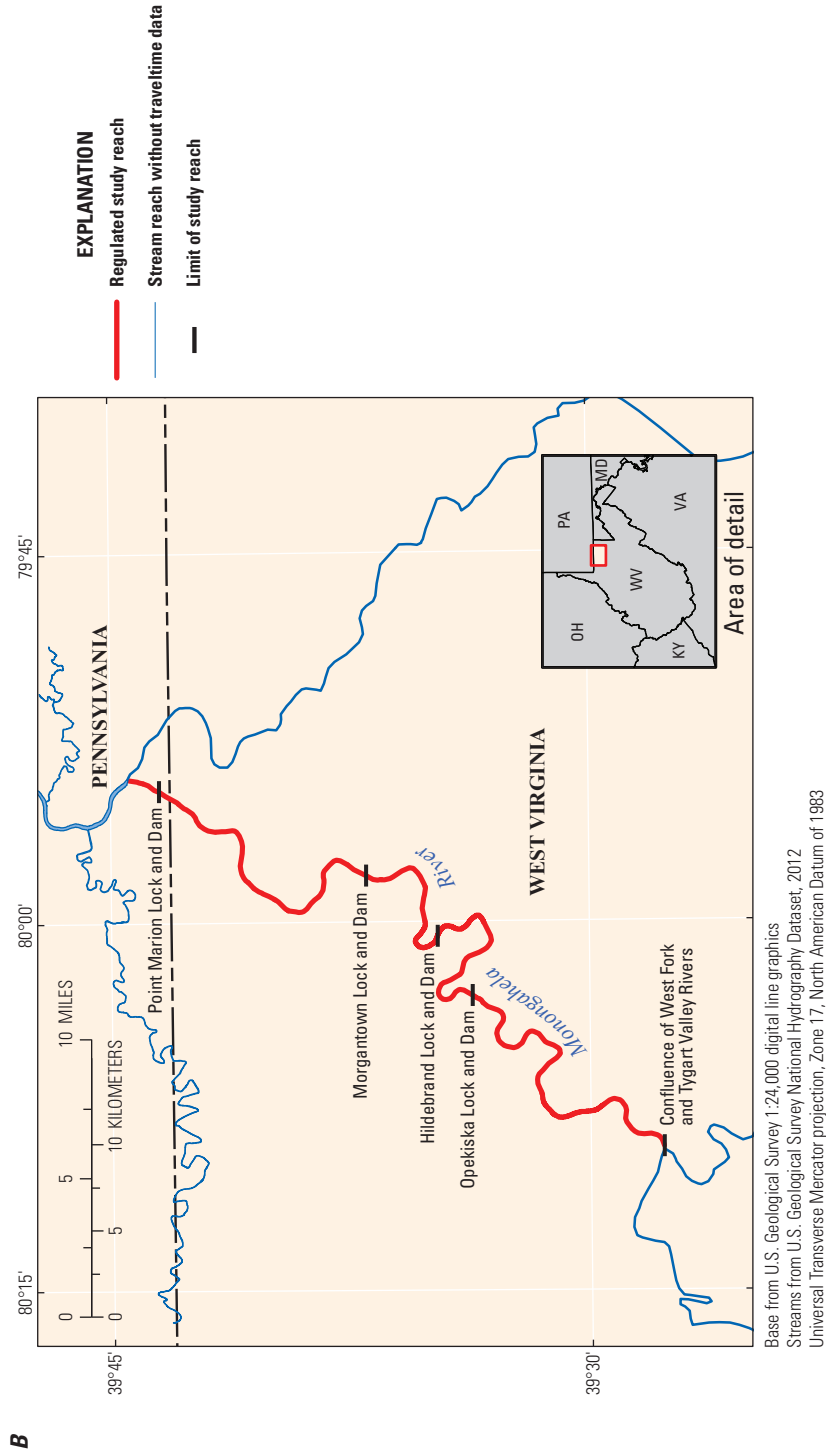 B
80°15'
80°00'
79°45'
39°45'
39°30'
0 5 10 MILES
0 5 10 KILOMETERS
PENNSYLVANIA
Point Marion Lock and Dam
Morgantown Lock and Dam
Hildebrand Lock and Dam
Opekiska Lock and Dam
Monongahela
River
WEST VIRGINIA
Confluence of West Fork
and Tygart Valley Rivers
OH
PA
MD
WV
VA
KY
Area of detail
EXPLANATION
Regulated study reach
Stream reach without traveltime data
Limit of study reach
Base from U.S. Geological Survey 1:24,000 digital line graphics
Streams from U.S. Geological Survey National Hydrography Dataset, 2012
Universal Transverse Mercator projection, Zone 17, North American Datum of 1983